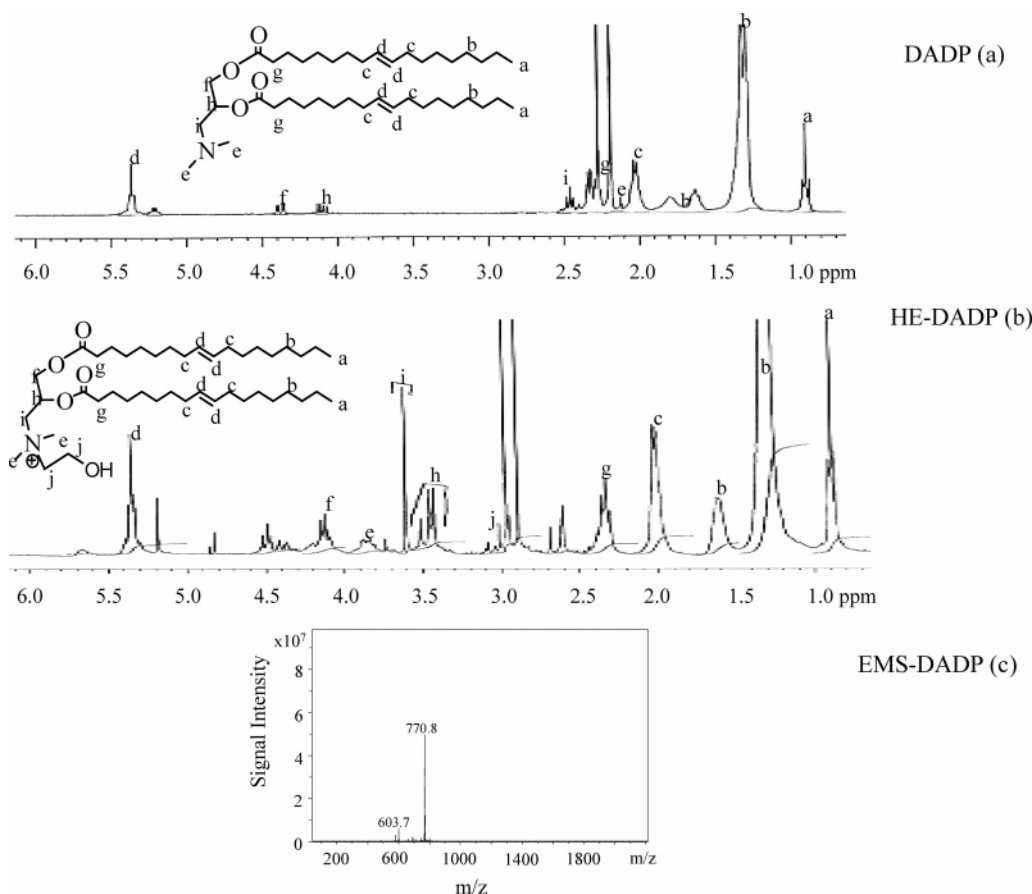 DADP (a)
O
O
O
O
N
a
b
c
d
d
c
g
f
a
b
c
d
d
c
g
h
i
e
e
d
f
h
i
g
e
c
b
b
a
6.0 5.5 5.0 4.5 4.0 3.5 3.0 2.5 2.0 1.5 1.0 ppm
HE-DADP (b)
O
O
O
O
N
⊕
OH
a
b
c
d
d
c
g
f
a
b
c
d
d
c
g
h
i
e
e
j
j
d
f
e
i
h
j
g
c
b
b
a
6.0 5.5 5.0 4.5 4.0 3.5 3.0 2.5 2.0 1.5 1.0 ppm
EMS-DADP (c)
x10⁷
Signal Intensity
8
6
4
2
0
770.8
603.7
200 600 1000 1400 1800 m/z
m/z